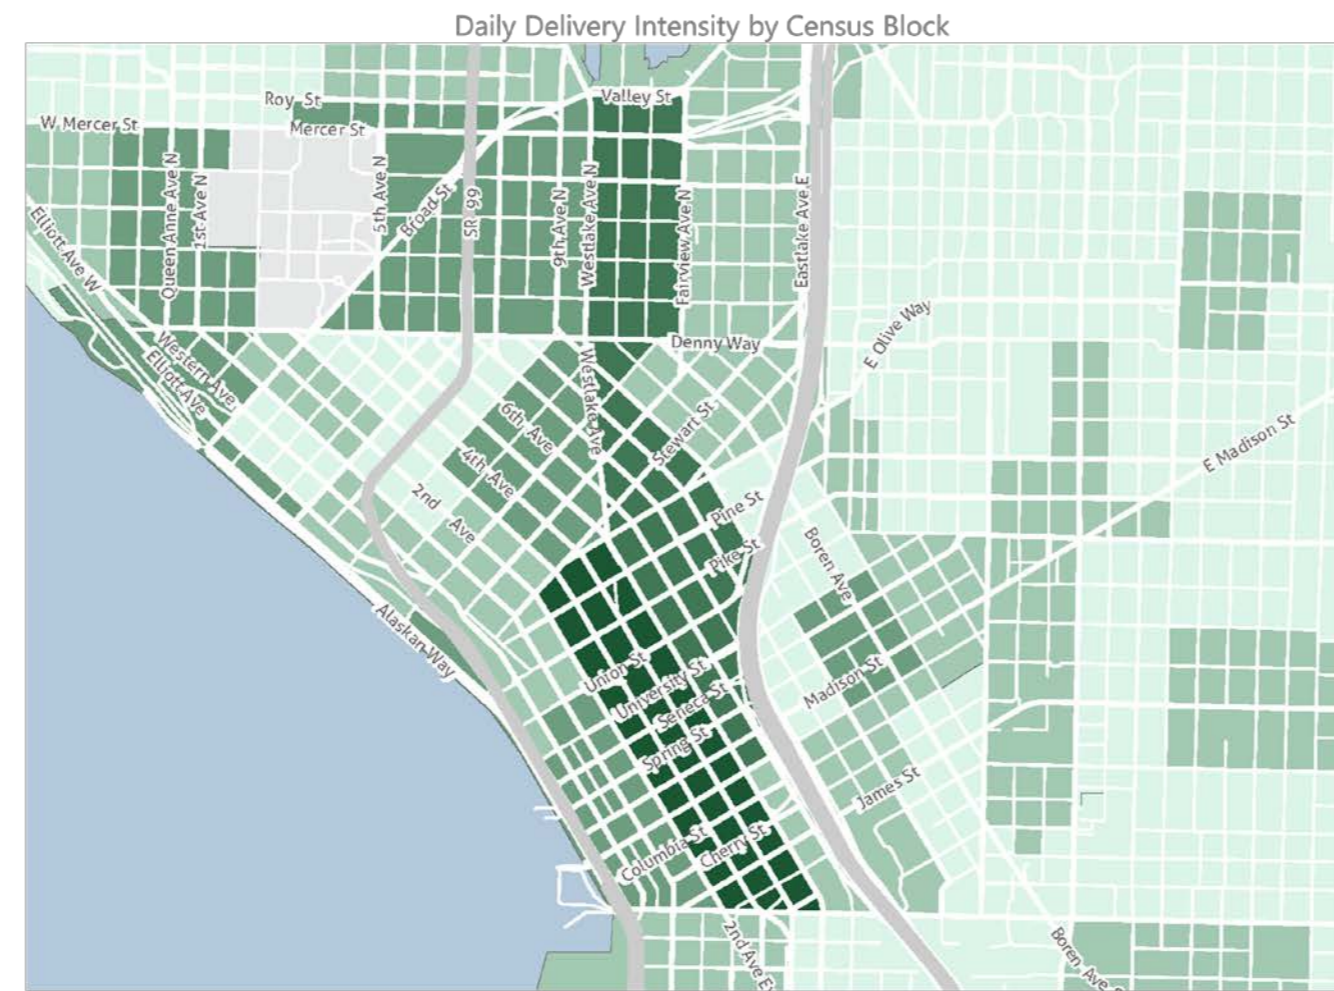 Daily Delivery Intensity by Census Block
Roy St
Valley St
W Mercer St
Mercer St
Queen Anne Ave N
1st Ave N
5th Ave N
Broad St
SR 99
9th Ave N
Westlake Ave N
Fairview Ave N
Eastlake Ave E
Elliott Ave W
Western Ave
Elliott Ave
Denny Way
E Olive Way
Westlake Ave
6th Ave
Stewart St
4th Ave
2nd Ave
E Madison St
Pine St
Pike St
Boren Ave
Alaskan Way
Union St
University St
Seneca St
Madison St
Spring St
James St
Columbia St
Cherry St
2nd Ave
Boren Ave